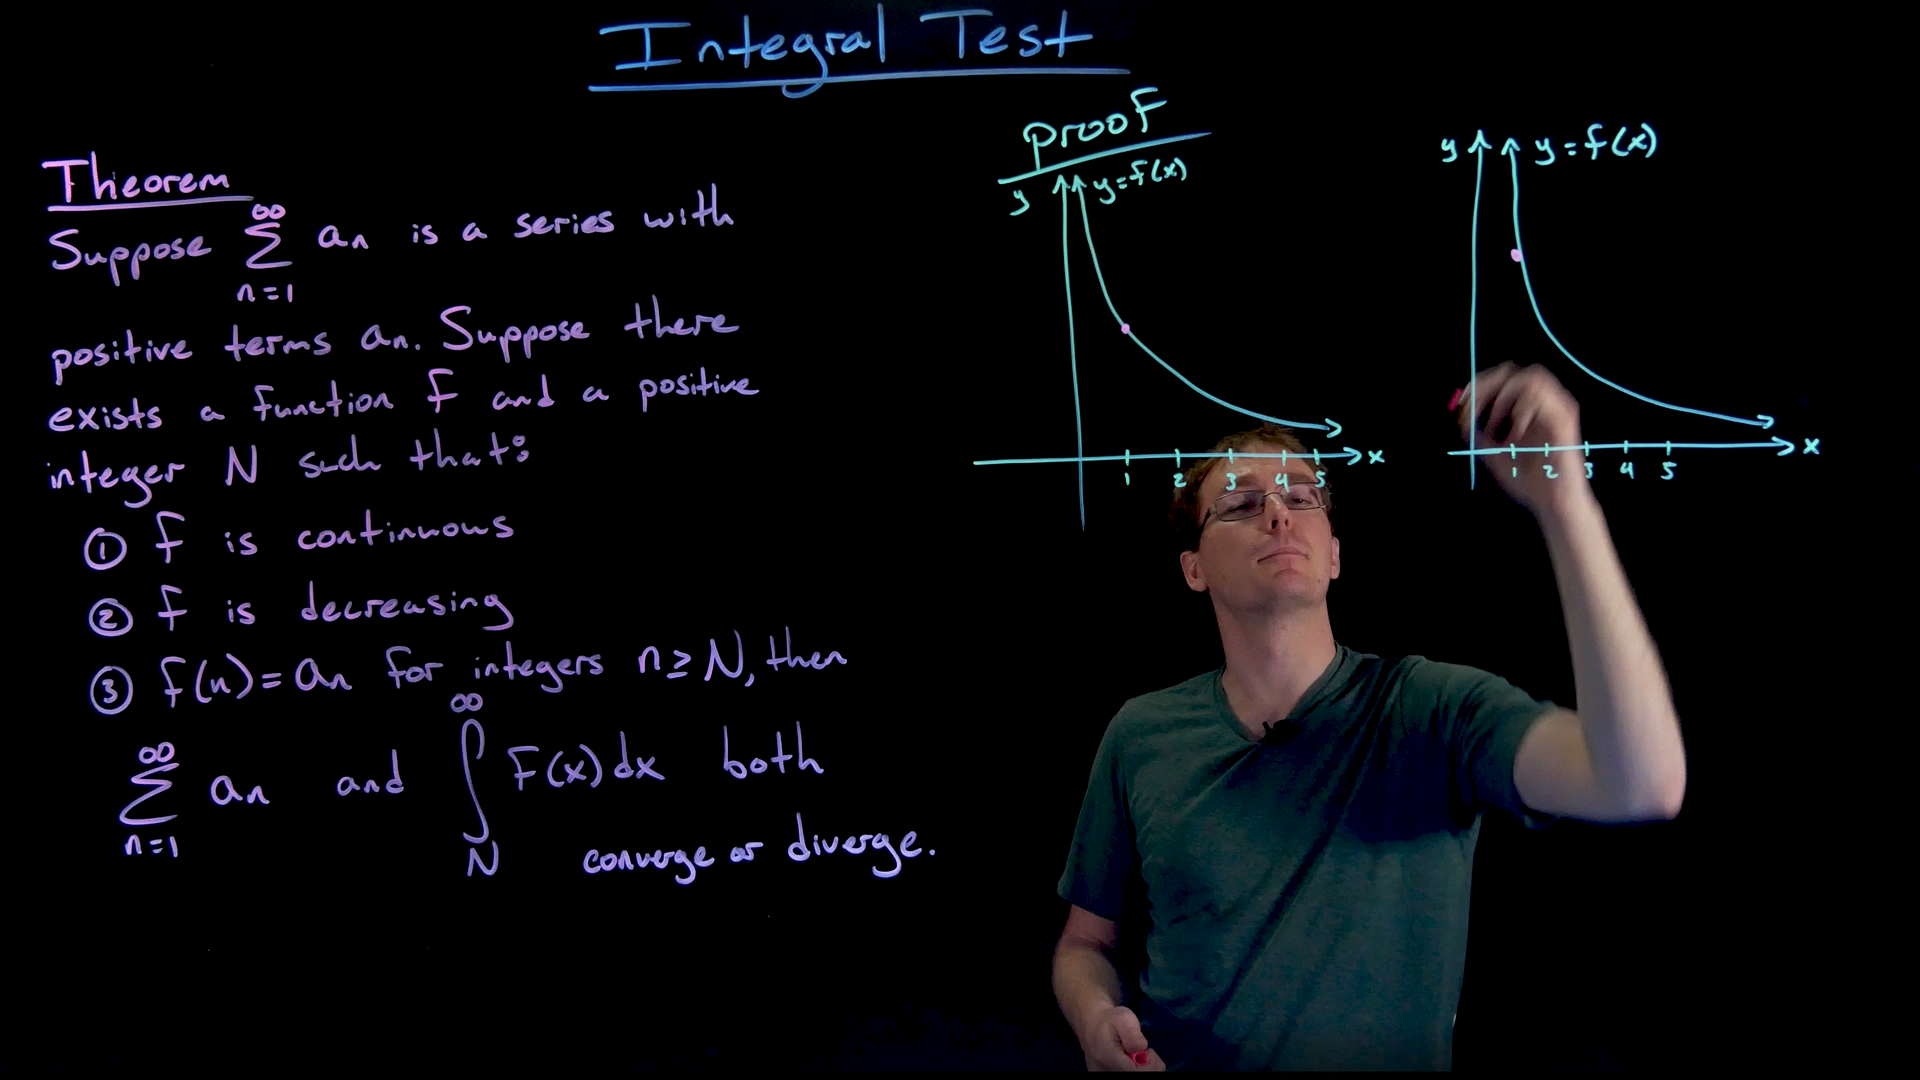 Integral Test
Theorem
Suppose ∞ Σ n=1 an is a series with
positive terms an. Suppose there
exists a function f and a positive
integer N such that:
① f is continuous
② f is decreasing
③ f(n)=an for integers n≥N, then
∞ Σ n=1 an and ∞ ∫ N f(x)dx both
converge or diverge.
proof
y y=f(x)
x
1 2 3 4 5
y y=f(x)
x
1 2 3 4 5